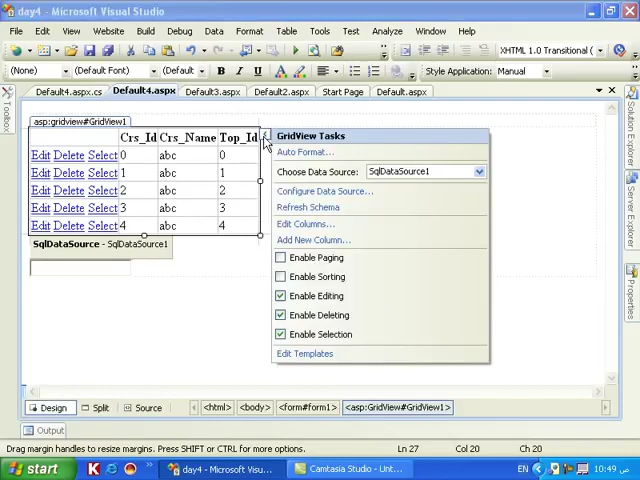 day4 - Microsoft Visual Studio
File Edit View Website Build Debug Data Format Table Tools Test Analyze Window
XHTML 1.0 Transitional (
(None) (Default Font) (Default B I U A Style Application: Manual
Default4.aspx.cs Default4.aspx Default3.aspx Default2.aspx Start Page Default.aspx
Toolbox
Solution Explorer
Server Explorer
Properties
asp:gridview#GridView1
Crs_Id Crs_Name Top_Id
Edit Delete Select 0 abc 0
Edit Delete Select 1 abc 1
Edit Delete Select 2 abc 2
Edit Delete Select 3 abc 3
Edit Delete Select 4 abc 4
SqlDataSource - SqlDataSource1
GridView Tasks
Auto Format...
Choose Data Source: SqlDataSource1
Configure Data Source...
Refresh Schema
Edit Columns...
Add New Column...
Enable Paging
Enable Sorting
Enable Editing
Enable Deleting
Enable Selection
Edit Templates
Design Split Source <html> <body> <form#form1> <asp:GridView#GridView1>
Output
Drag margin handles to resize margins. Press SHIFT or CTRL for more options. Ln 27 Col 20 Ch 20
start K day4 - Microsoft Visual S... Camtasia Studio - Unt... EN 10:49 ص